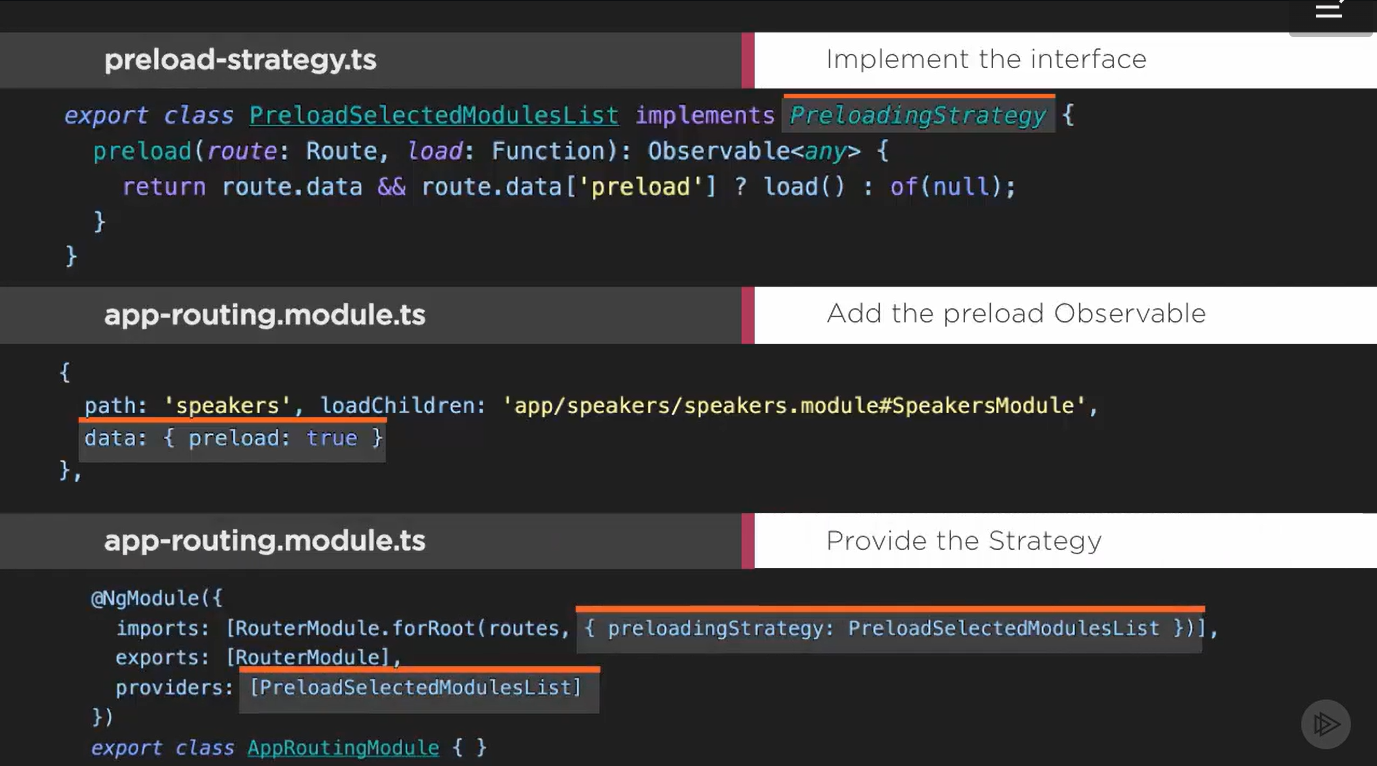 preload-strategy.ts
Implement the interface
export class PreloadSelectedModulesList implements PreloadingStrategy {
preload(route: Route, load: Function): Observable<any> {
return route.data && route.data['preload'] ? load() : of(null);
}
}
app-routing.module.ts
Add the preload Observable
{
path: 'speakers', loadChildren: 'app/speakers/speakers.module#SpeakersModule',
data: { preload: true }
},
app-routing.module.ts
Provide the Strategy
@NgModule({
imports: [RouterModule.forRoot(routes, { preloadingStrategy: PreloadSelectedModulesList })],
exports: [RouterModule],
providers: [PreloadSelectedModulesList]
})
export class AppRoutingModule { }